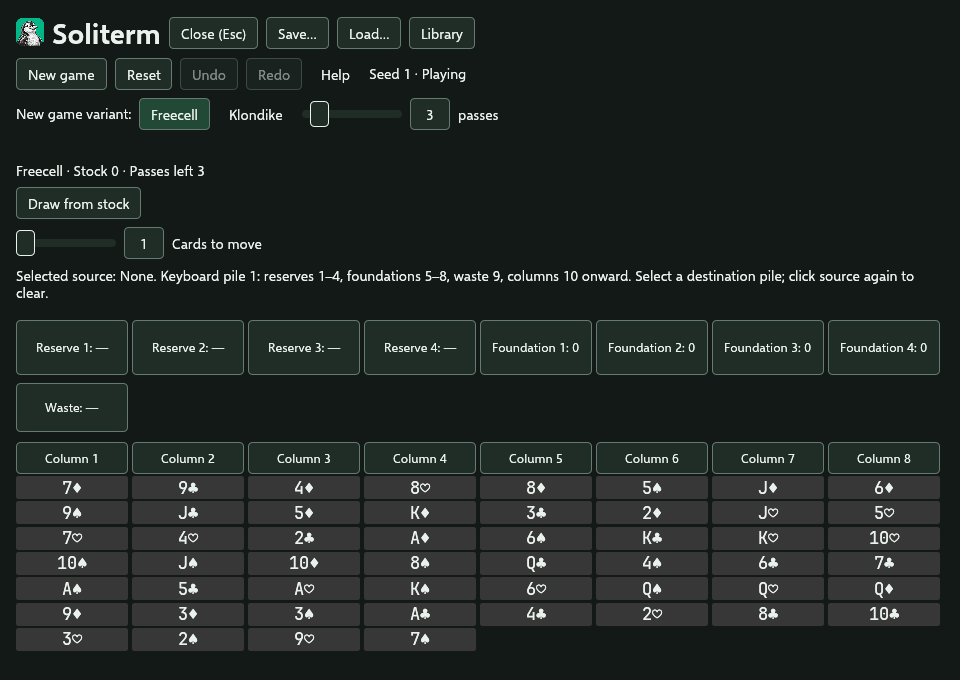 Soliterm Close (Esc) Save... Load... Library
New game Reset Undo Redo Help Seed 1 · Playing
New game variant: Freecell Klondike 3 passes
Freecell · Stock 0 · Passes left 3
Draw from stock
1 Cards to move
Selected source: None. Keyboard pile 1: reserves 1–4, foundations 5–8, waste 9, columns 10 onward. Select a destination pile; click source again to
clear.
Reserve 1: — Reserve 2: — Reserve 3: — Reserve 4: — Foundation 1: 0 Foundation 2: 0 Foundation 3: 0 Foundation 4: 0
Waste: —
Column 1 Column 2 Column 3 Column 4 Column 5 Column 6 Column 7 Column 8
7♦ 9♣ 4♦ 8♡ 8♦ 5♠ J♦ 6♦
9♠ J♣ 5♦ K♦ 3♣ 2♦ J♡ 5♡
7♡ 4♡ 2♣ A♦ 6♠ K♣ K♡ 10♡
10♠ J♠ 10♦ 8♠ Q♣ 4♠ 6♣ 7♣
A♠ 5♣ A♡ K♠ 6♡ Q♠ Q♡ Q♦
9♦ 3♦ 3♠ A♣ 4♣ 2♡ 8♣ 10♣
3♡ 2♠ 9♡ 7♠